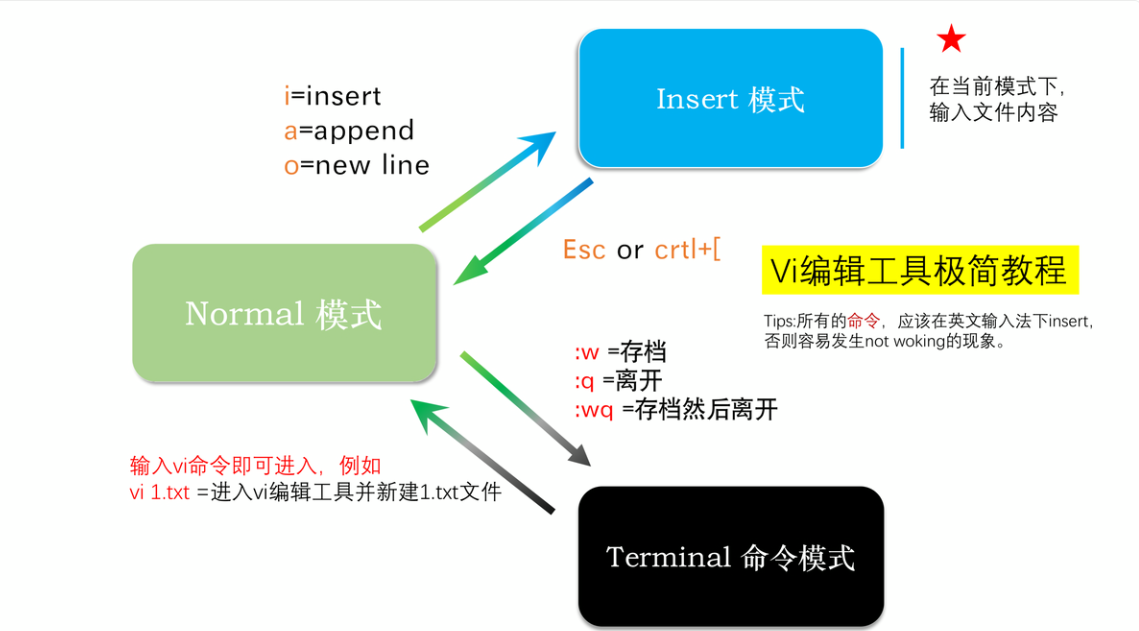 Insert 模式
在当前模式下,
输入文件内容
i=insert
a=append
o=new line
Esc or crtl+[
Vi编辑工具极简教程
Tips:所有的命令，应该在英文输入法下insert,
否则容易发生not woking的现象。
Normal 模式
:w =存档
:q =离开
:wq =存档然后离开
输入vi命令即可进入，例如
vi 1.txt =进入vi编辑工具并新建1.txt文件
Terminal 命令模式